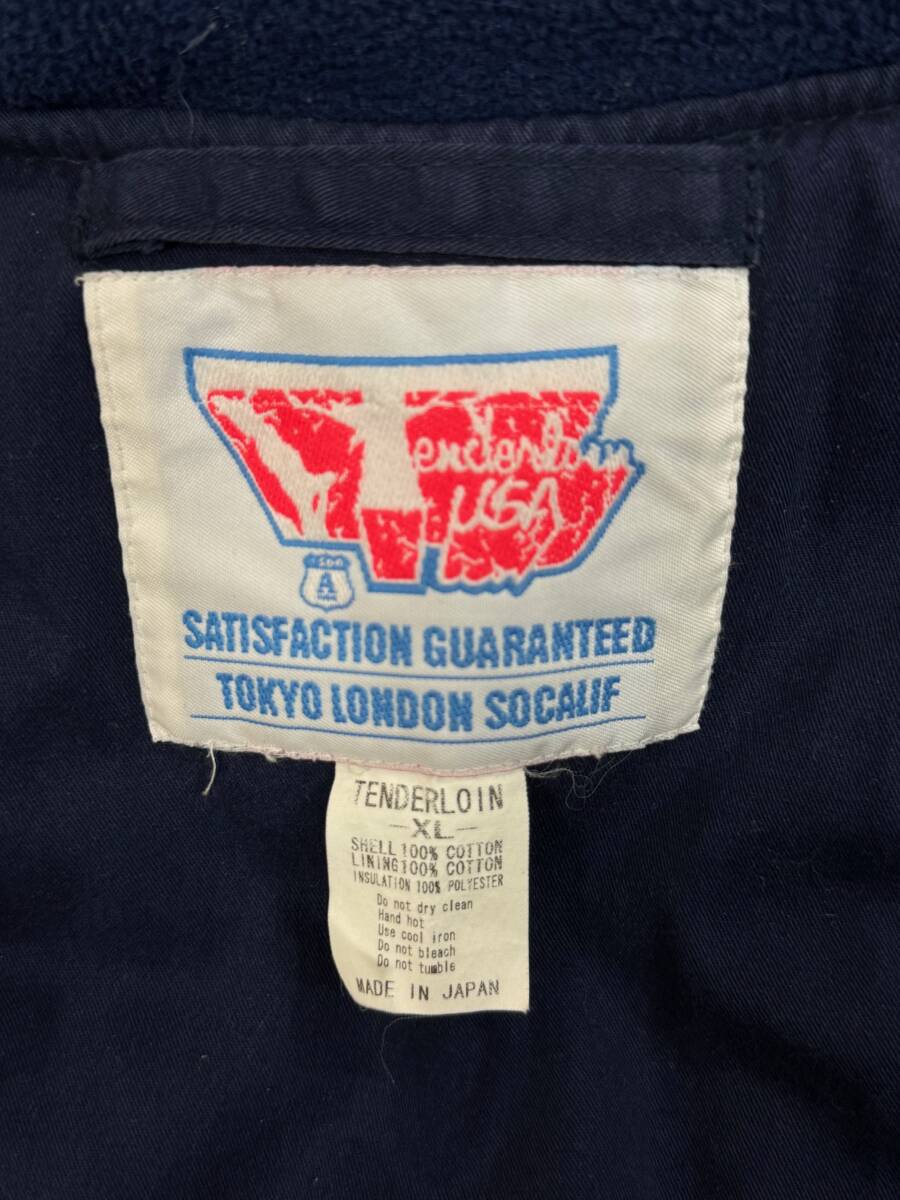 Tenderloin
USA
A
SATISFACTION GUARANTEED
TOKYO LONDON SOCALIF
TENDERLOIN
-XL-
SHELL 100% COTTON
LINING 100% COTTON
INSULATION 100% POLYESTER
Do not dry clean
Hand hot
Use cool iron
Do not bleach
Do not tumble
MADE IN JAPAN